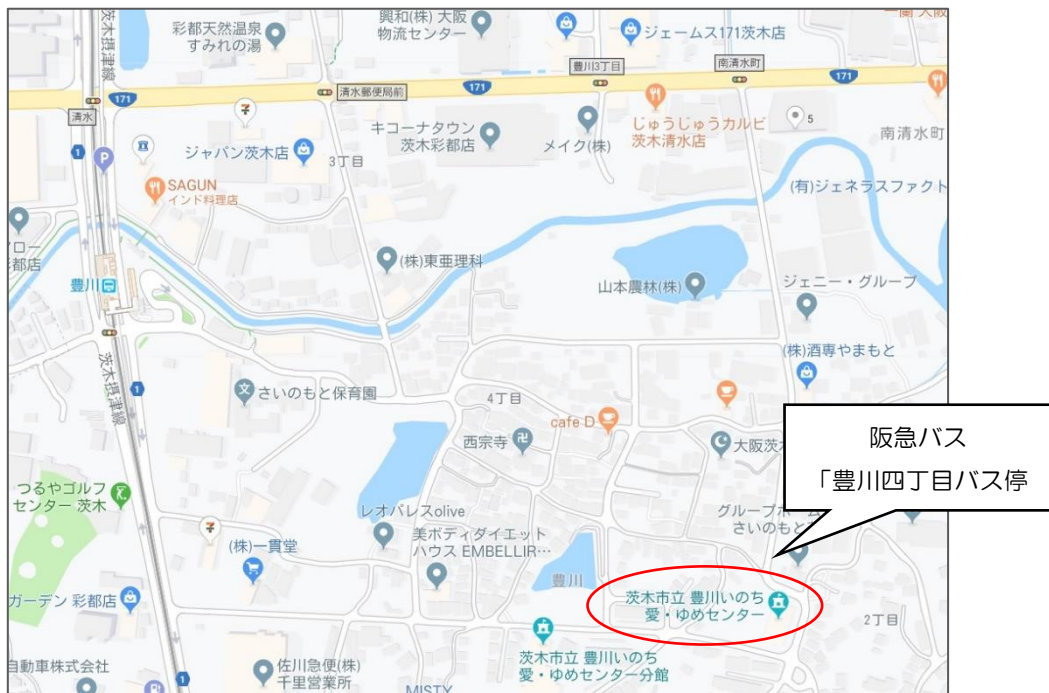 茨木摂津線
彩都天然温泉
すみれの湯
興和(株) 大阪
物流センター
ジェームス171茨木店
一蘭 大阪
171
清水
清水郵便局前
171
豊川3丁目
南清水町
171
1
P
ジャパン茨木店
3丁目
キコーナタウン
茨木彩都店
メイク(株)
じゅうじゅうカルビ
茨木清水店
5
南清水町
SAGUN
インド料理店
(有)ジェネラスファクト
フロー
彩都店
豊川
(株)東亜理科
山本農林(株)
ジェニー・グループ
茨木摂津線
1
さいのもと保育園
4丁目
cafe D
(株)酒専やまもと
西宗寺
大阪茨
阪急バス
「豊川四丁目バス停
つるやゴルフ
センター 茨木
レオパレスolive
グループホーム
さいのもと
(株)一貫堂
美ボディダイエット
ハウス EMBELLIR…
豊川
茨木市立 豊川いのち
愛・ゆめセンター
ガーデン 彩都店
2丁目
茨木市立 豊川いのち
愛・ゆめセンター分館
自動車株式会社
1
佐川急便(株)
千里営業所
MISTY